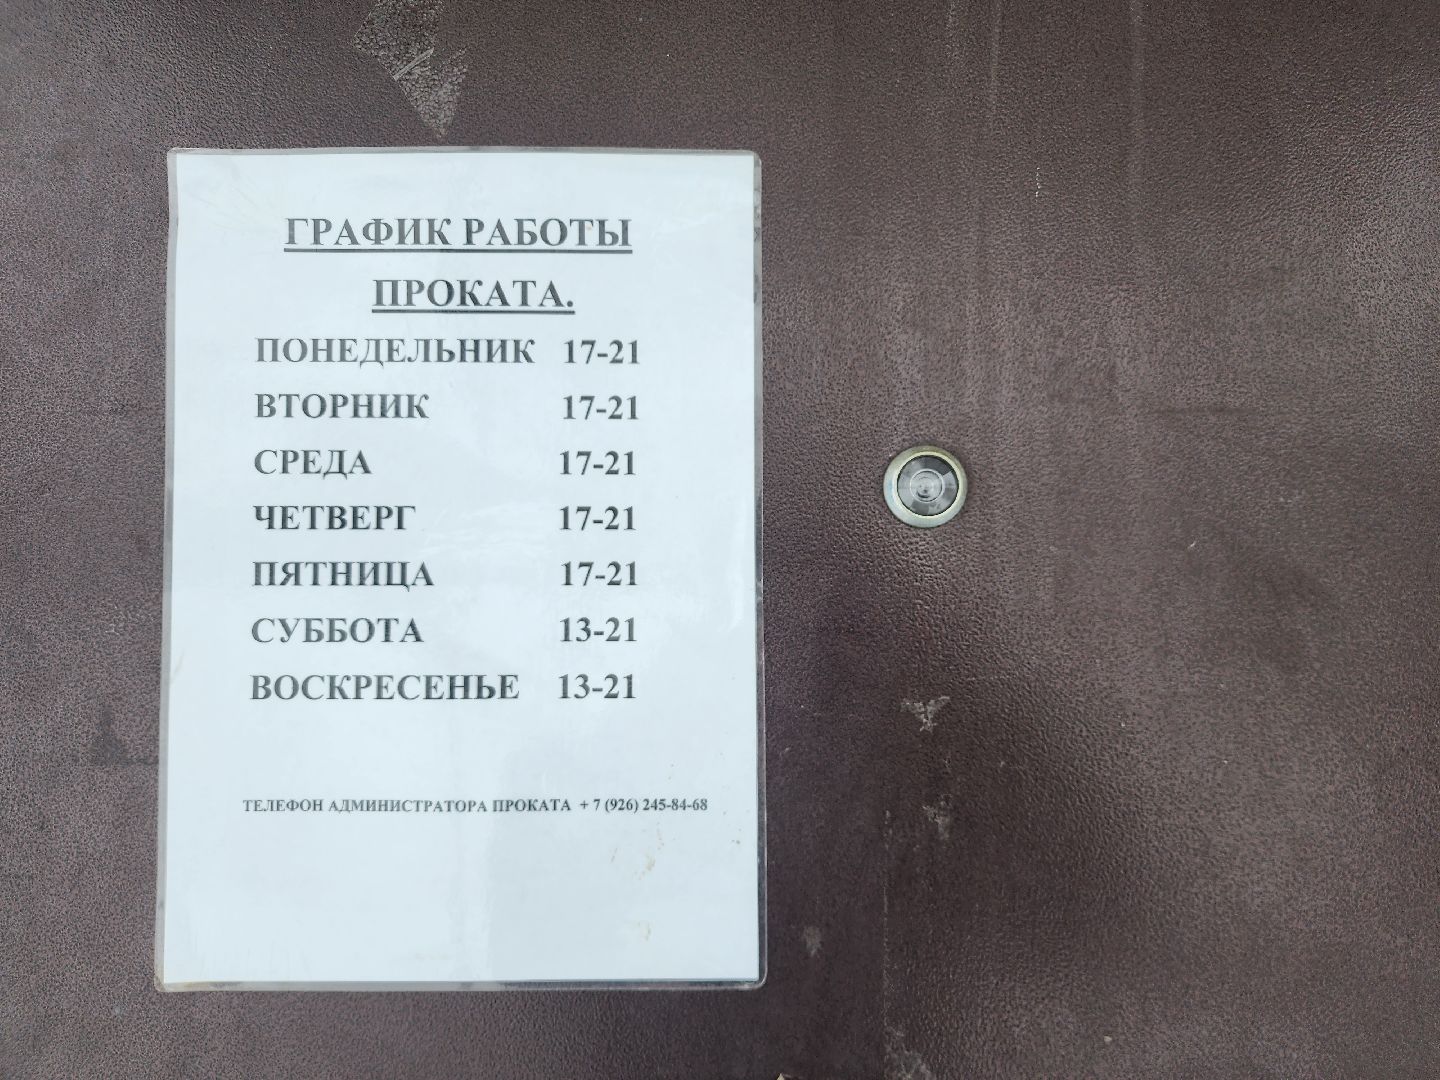 ГРАФИК РАБОТЫ
ПРОКАТА.
ПОНЕДЕЛЬНИК 17-21
ВТОРНИК 17-21
СРЕДА 17-21
ЧЕТВЕРГ 17-21
ПЯТНИЦА 17-21
СУББОТА 13-21
ВОСКРЕСЕНЬЕ 13-21
ТЕЛЕФОН АДМИНИСТРАТОРА ПРОКАТА + 7 (926) 245-84-68